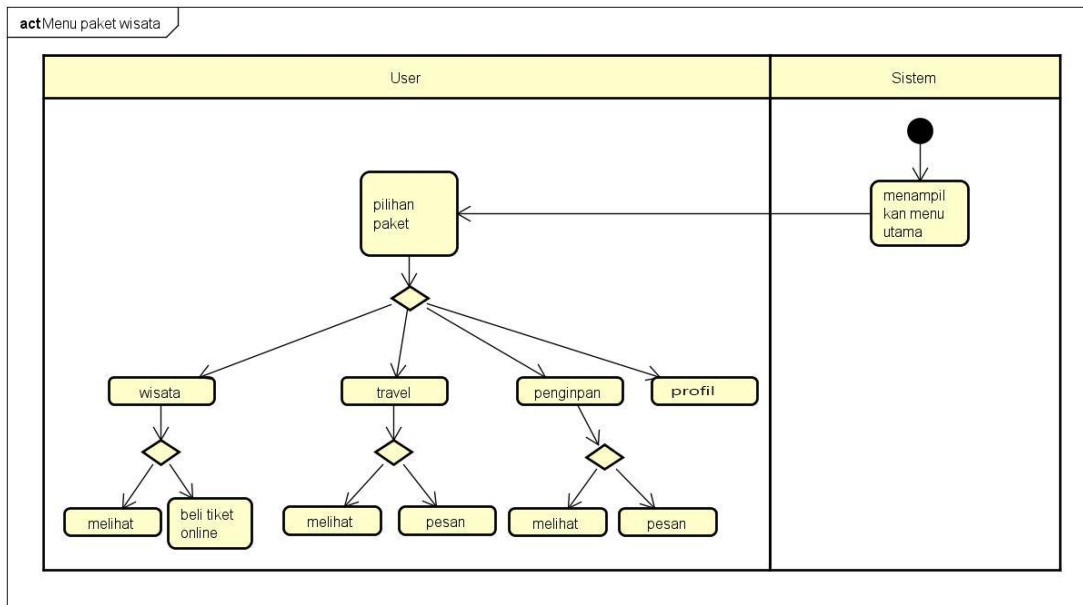 act Menu paket wisata
User
Sistem
menampil
kan menu
utama
pilihan
paket
wisata
travel
penginpan
profil
melihat
beli tiket
online
melihat
pesan
melihat
pesan